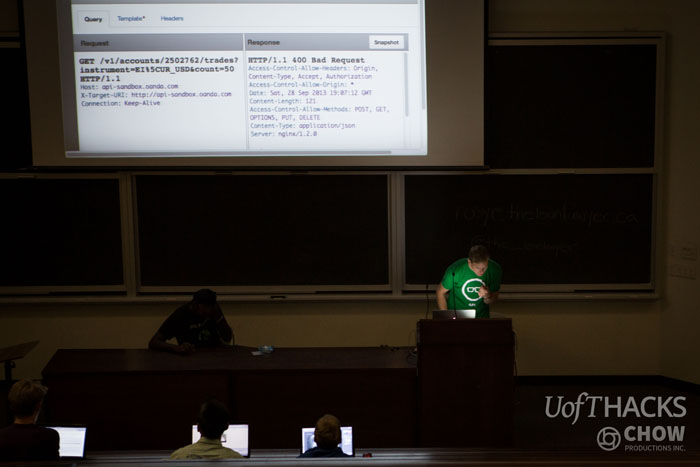 Query Template* Headers
Request
GET /v1/accounts/2502762/trades?
instrument=EI%5CUR_USD&count=50
HTTP/1.1
Host: api-sandbox.oanda.com
X-Target-URI: http://api-sandbox.oanda.com
Connection: Keep-Alive
Response Snapshot
HTTP/1.1 400 Bad Request
Access-Control-Allow-Headers: Origin,
Content-Type, Accept, Authorization
Access-Control-Allow-Origin: *
Date: Sat, 28 Sep 2013 19:07:12 GMT
Content-Length: 121
Access-Control-Allow-Methods: POST, GET,
OPTIONS, PUT, DELETE
Content-Type: application/json
Server: nginx/1.2.0
UofTHACKS
CHOW
PRODUCTIONS INC.